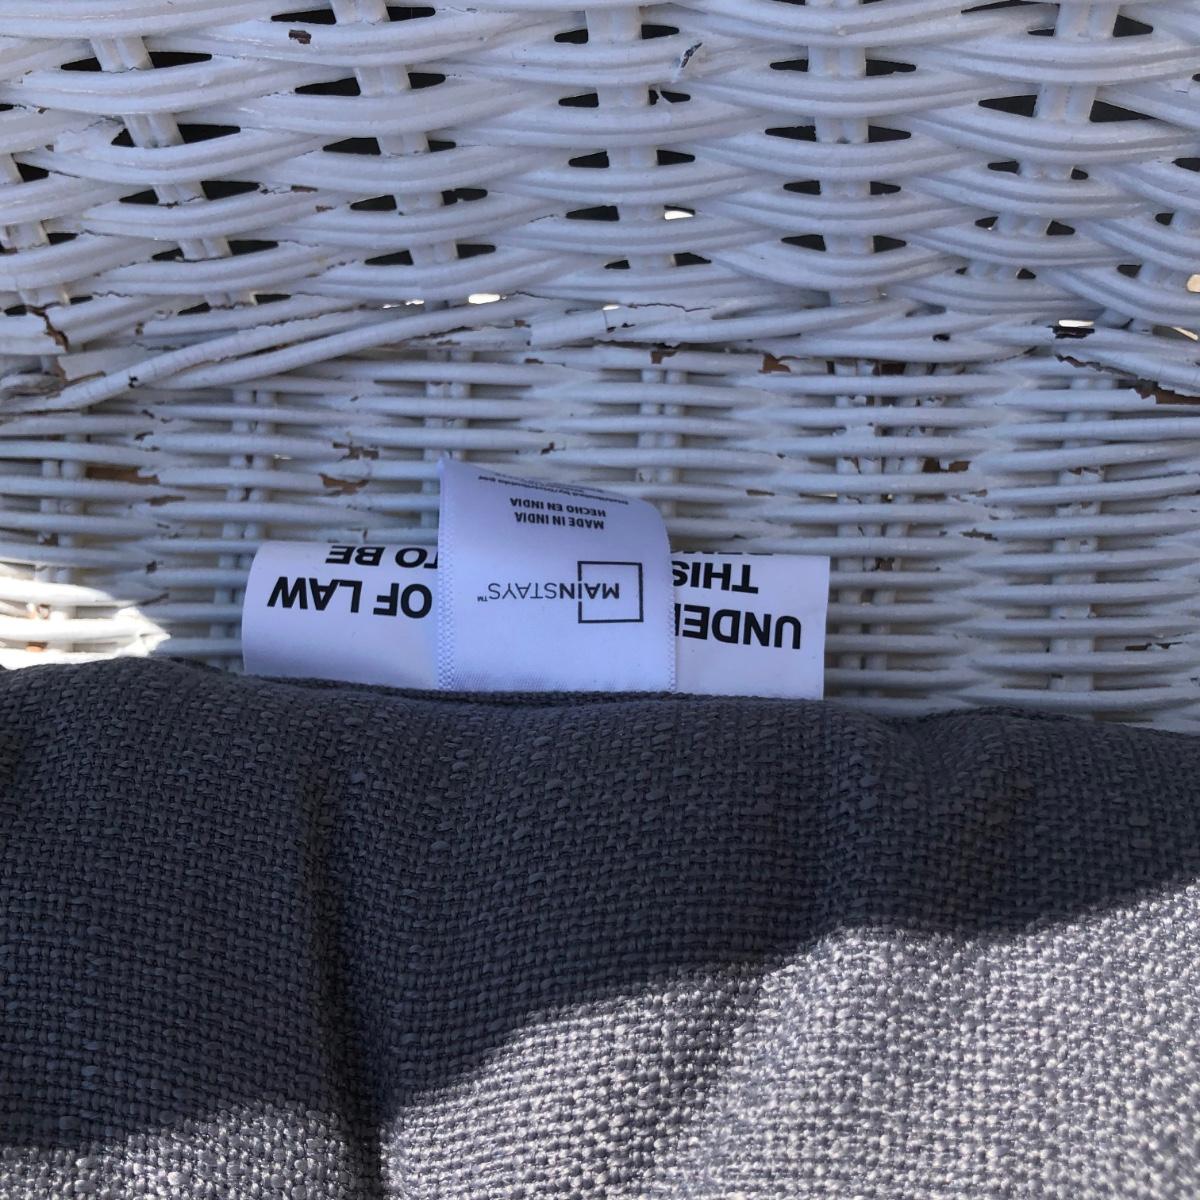 UNDE OF LAW
THIS TO BE
MAINSTAYS™
MADE IN INDIA
HECHO EN INDIA